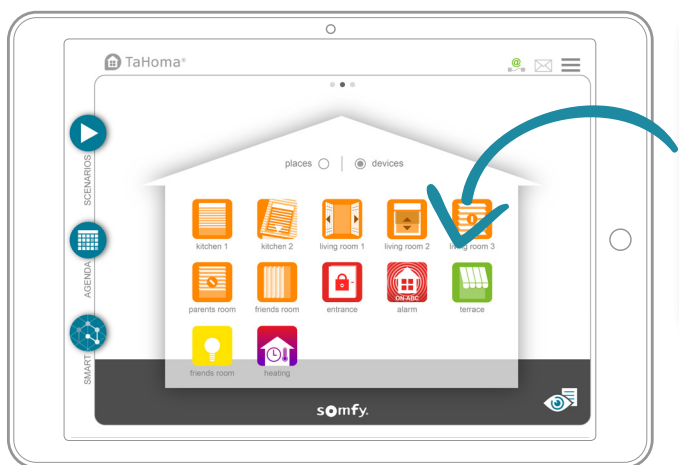 TaHoma®
@
places devices
SCENARIOS
kitchen 1 kitchen 2 living room 1 living room 2 living room 3
AGENDA
parents room friends room entrance alarm terrace
ON-ABC
SMART
friends room heating
somfy.